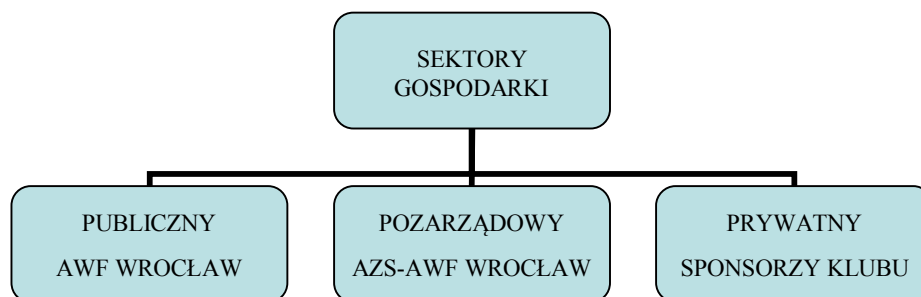 SEKTORY
GOSPODARKI
PUBLICZNY
AWF WROCŁAW
POZARZĄDOWY
AZS-AWF WROCŁAW
PRYWATNY
SPONSORZY KLUBU